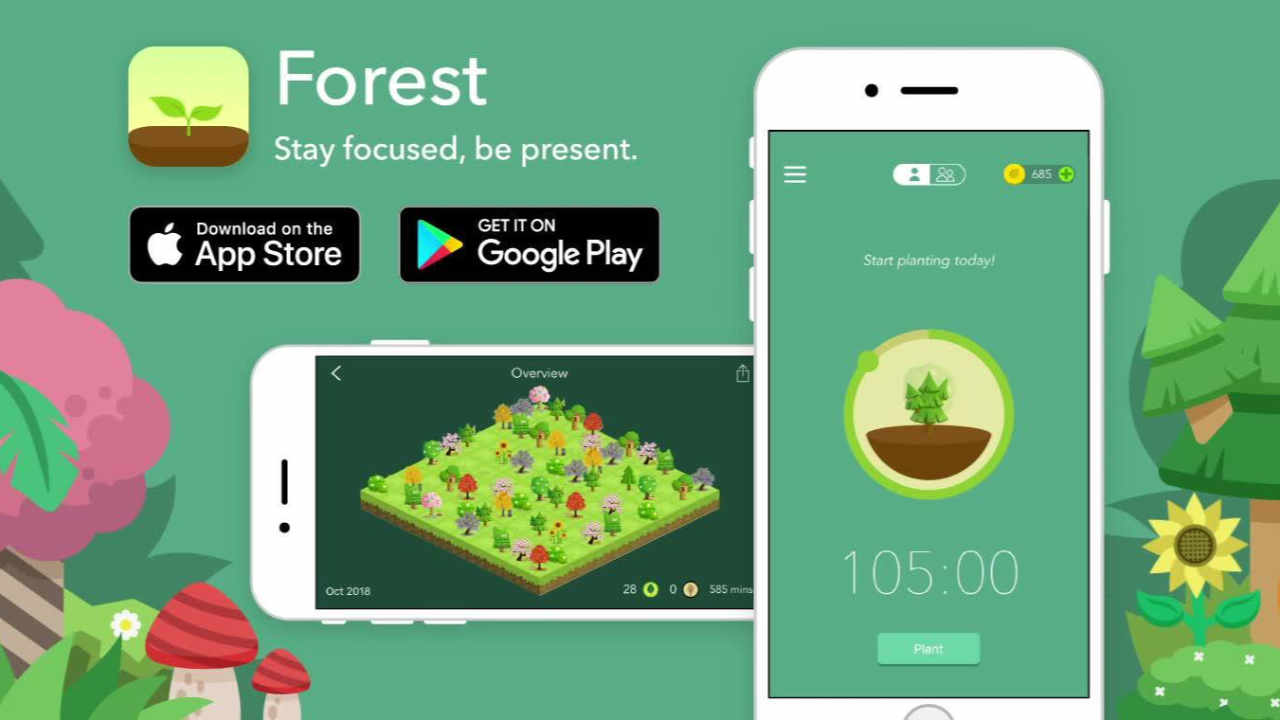 Forest
Stay focused, be present.
Download on the
App Store
GET IT ON
Google Play
685
Start planting today!
105:00
Plant
Overview
Oct 2018
28 0 585 mins